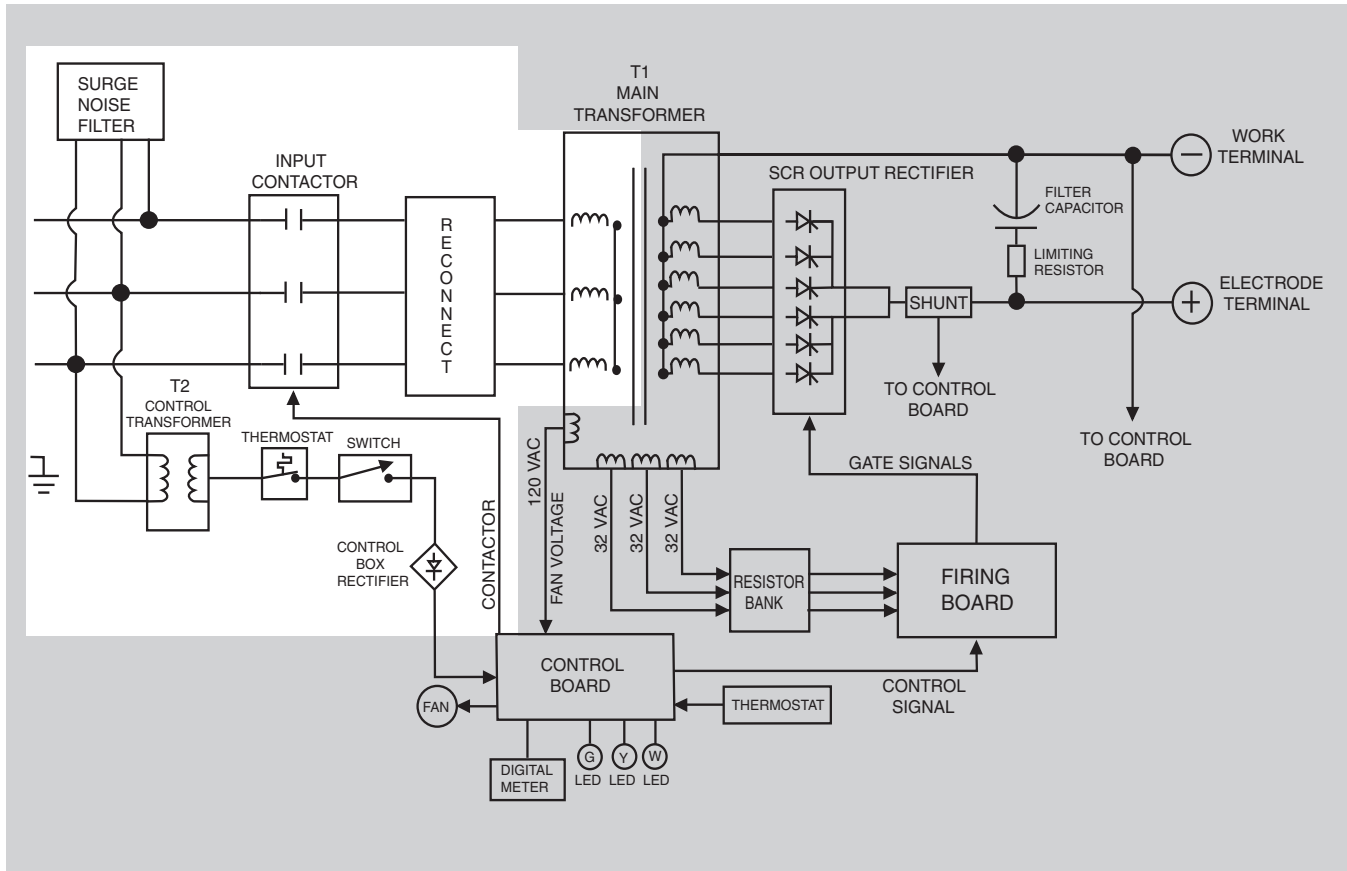 SURGE
NOISE
FILTER
INPUT
CONTACTOR
RECONNECT
T1
MAIN
TRANSFORMER
SCR OUTPUT RECTIFIER
WORK
TERMINAL
FILTER
CAPACITOR
LIMITING
RESISTOR
ELECTRODE
TERMINAL
SHUNT
TO CONTROL
BOARD
TO CONTROL
BOARD
T2
CONTROL
TRANSFORMER
THERMOSTAT
SWITCH
CONTROL
BOX
RECTIFIER
CONTACTOR
120 VAC
FAN VOLTAGE
32 VAC
32 VAC
32 VAC
GATE SIGNALS
RESISTOR
BANK
FIRING
BOARD
CONTROL
BOARD
CONTROL
SIGNAL
THERMOSTAT
FAN
DIGITAL
METER
G
LED
Y
LED
W
LED